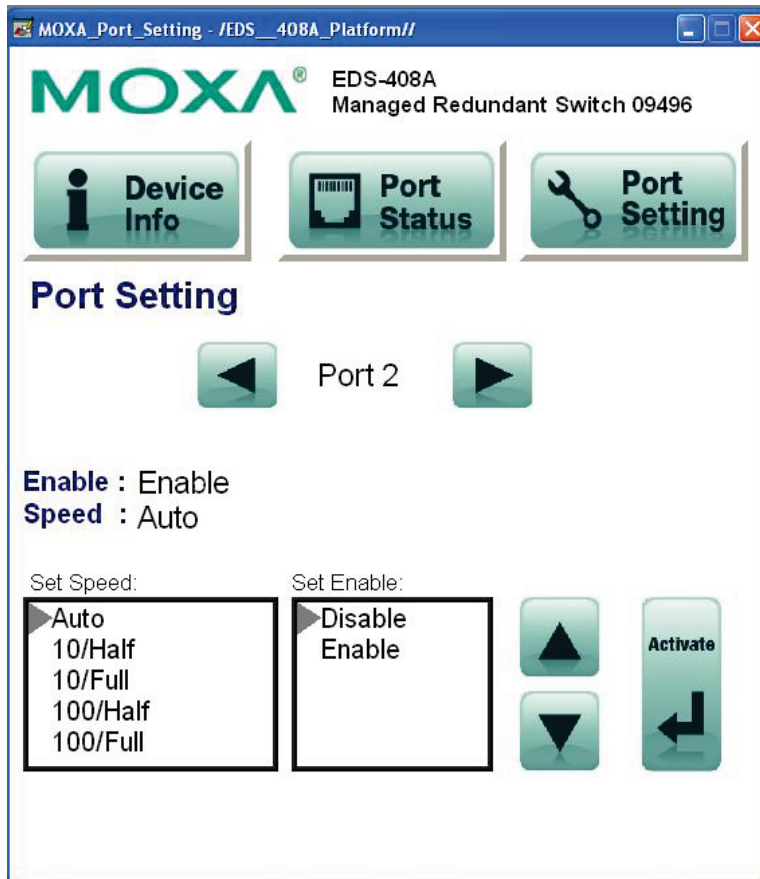 MOXA_Port_Setting - /EDS__408A_Platform//
MOXA®
EDS-408A
Managed Redundant Switch 09496
Device
Info
Port
Status
Port
Setting
Port Setting
Port 2
Enable : Enable
Speed : Auto
Set Speed:
Auto
10/Half
10/Full
100/Half
100/Full
Set Enable:
Disable
Enable
Activate